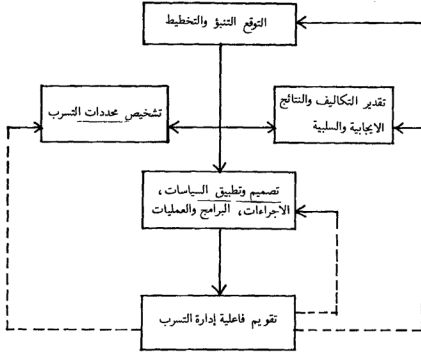 التوقع التنبؤ والتخطيط
تقدير التكاليف والنتائج
الايجابية والسلبية
تشخيص محددات التسرب
تصميم وتطبيق السياسات،
الأجراءات، البرامج والعمليات
تقويم فاعلية إدارة التسرب